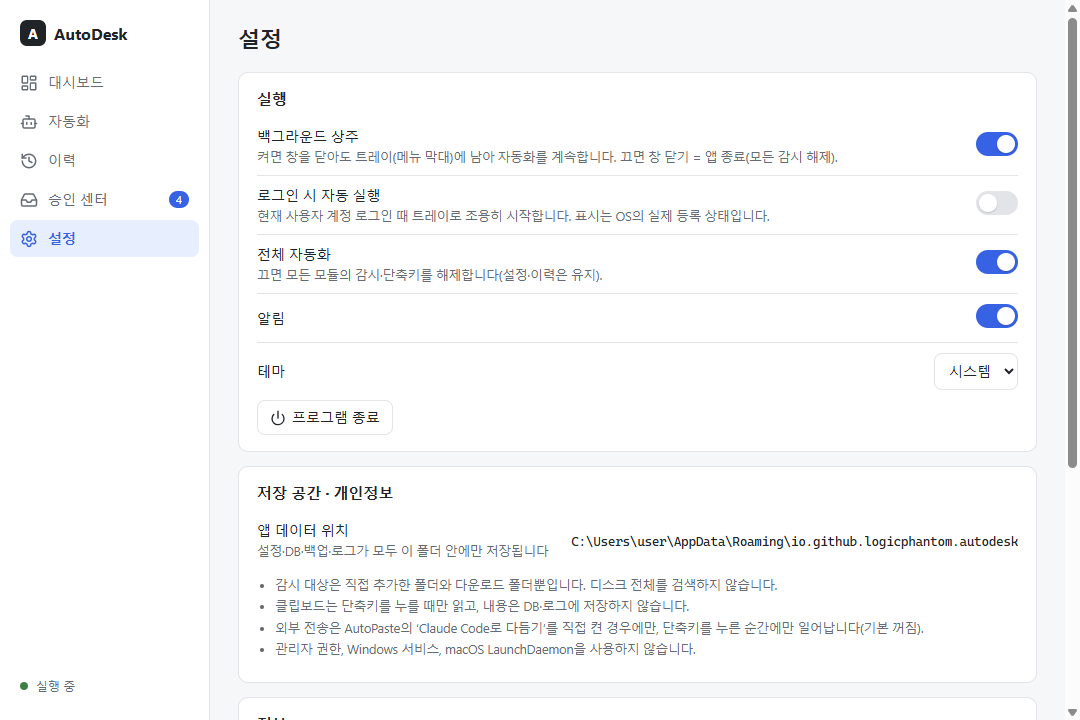 A AutoDesk
대시보드
자동화
이력
승인 센터 4
설정
실행 중
설정
실행
백그라운드 상주
켜면 창을 닫아도 트레이(메뉴 막대)에 남아 자동화를 계속합니다. 끄면 창 닫기 = 앱 종료(모든 감시 해제).
로그인 시 자동 실행
현재 사용자 계정 로그인 때 트레이로 조용히 시작합니다. 표시는 OS의 실제 등록 상태입니다.
전체 자동화
끄면 모든 모듈의 감시·단축키를 해제합니다(설정·이력은 유지).
알림
테마
시스템
프로그램 종료
저장 공간 · 개인정보
앱 데이터 위치
설정·DB·백업·로그가 모두 이 폴더 안에만 저장됩니다
C:\Users\user\AppData\Roaming\io.github.logicphantom.autodesk
• 감시 대상은 직접 추가한 폴더와 다운로드 폴더뿐입니다. 디스크 전체를 검색하지 않습니다.
• 클립보드는 단축키를 누를 때만 읽고, 내용은 DB·로그에 저장하지 않습니다.
• 외부 전송은 AutoPaste의 ‘Claude Code로 다듬기’를 직접 켠 경우에만, 단축키를 누른 순간에만 일어납니다(기본 꺼짐).
• 관리자 권한, Windows 서비스, macOS LaunchDaemon을 사용하지 않습니다.